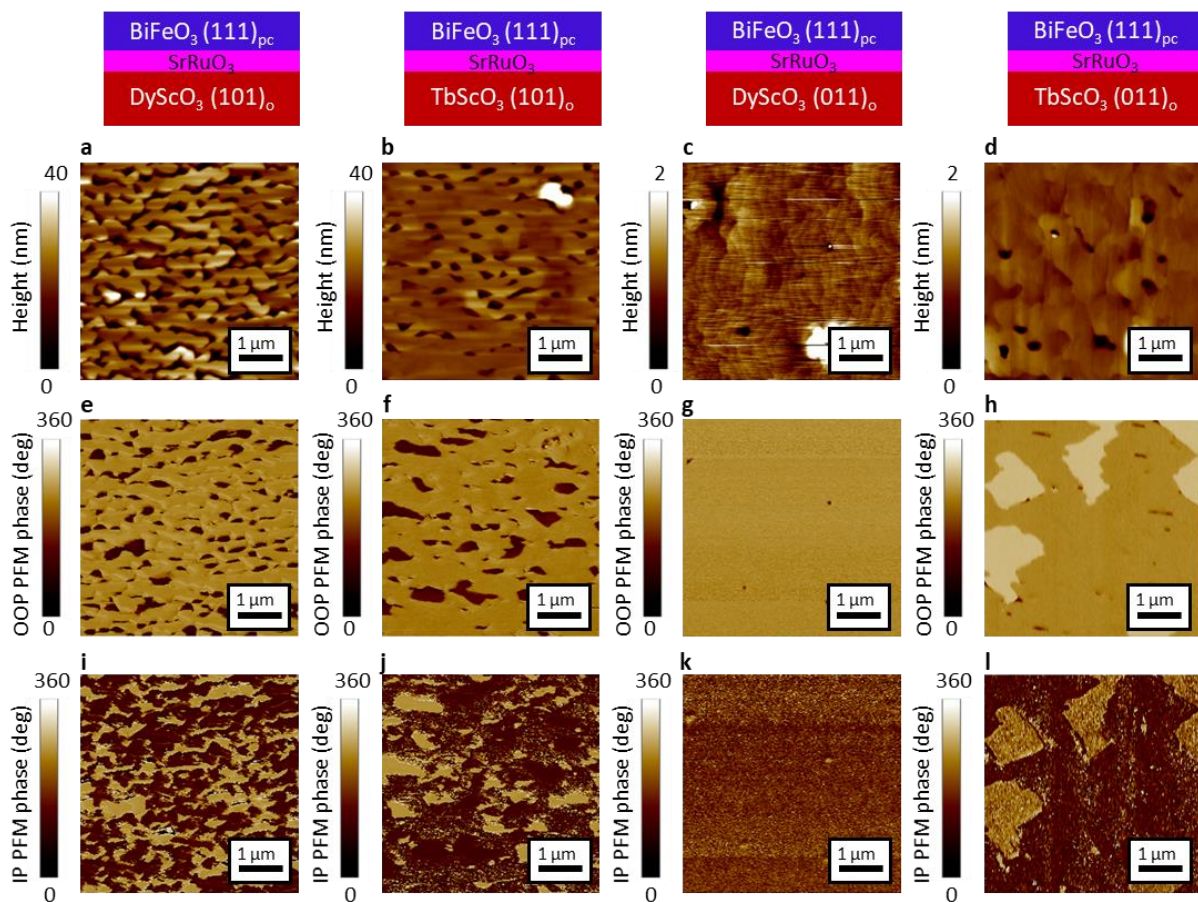 BiFeO₃ (111)pc
SrRuO₃
DyScO₃ (101)o
BiFeO₃ (111)pc
SrRuO₃
TbScO₃ (101)o
BiFeO₃ (111)pc
SrRuO₃
DyScO₃ (011)o
BiFeO₃ (111)pc
SrRuO₃
TbScO₃ (011)o
a
40
Height (nm)
0
1 µm
b
40
Height (nm)
0
1 µm
c
2
Height (nm)
0
1 µm
d
2
Height (nm)
0
1 µm
e
360
OOP PFM phase (deg)
0
1 µm
f
360
OOP PFM phase (deg)
0
1 µm
g
360
OOP PFM phase (deg)
0
1 µm
h
360
OOP PFM phase (deg)
0
1 µm
i
360
IP PFM phase (deg)
0
1 µm
j
360
IP PFM phase (deg)
0
1 µm
k
360
IP PFM phase (deg)
0
1 µm
l
360
IP PFM phase (deg)
0
1 µm